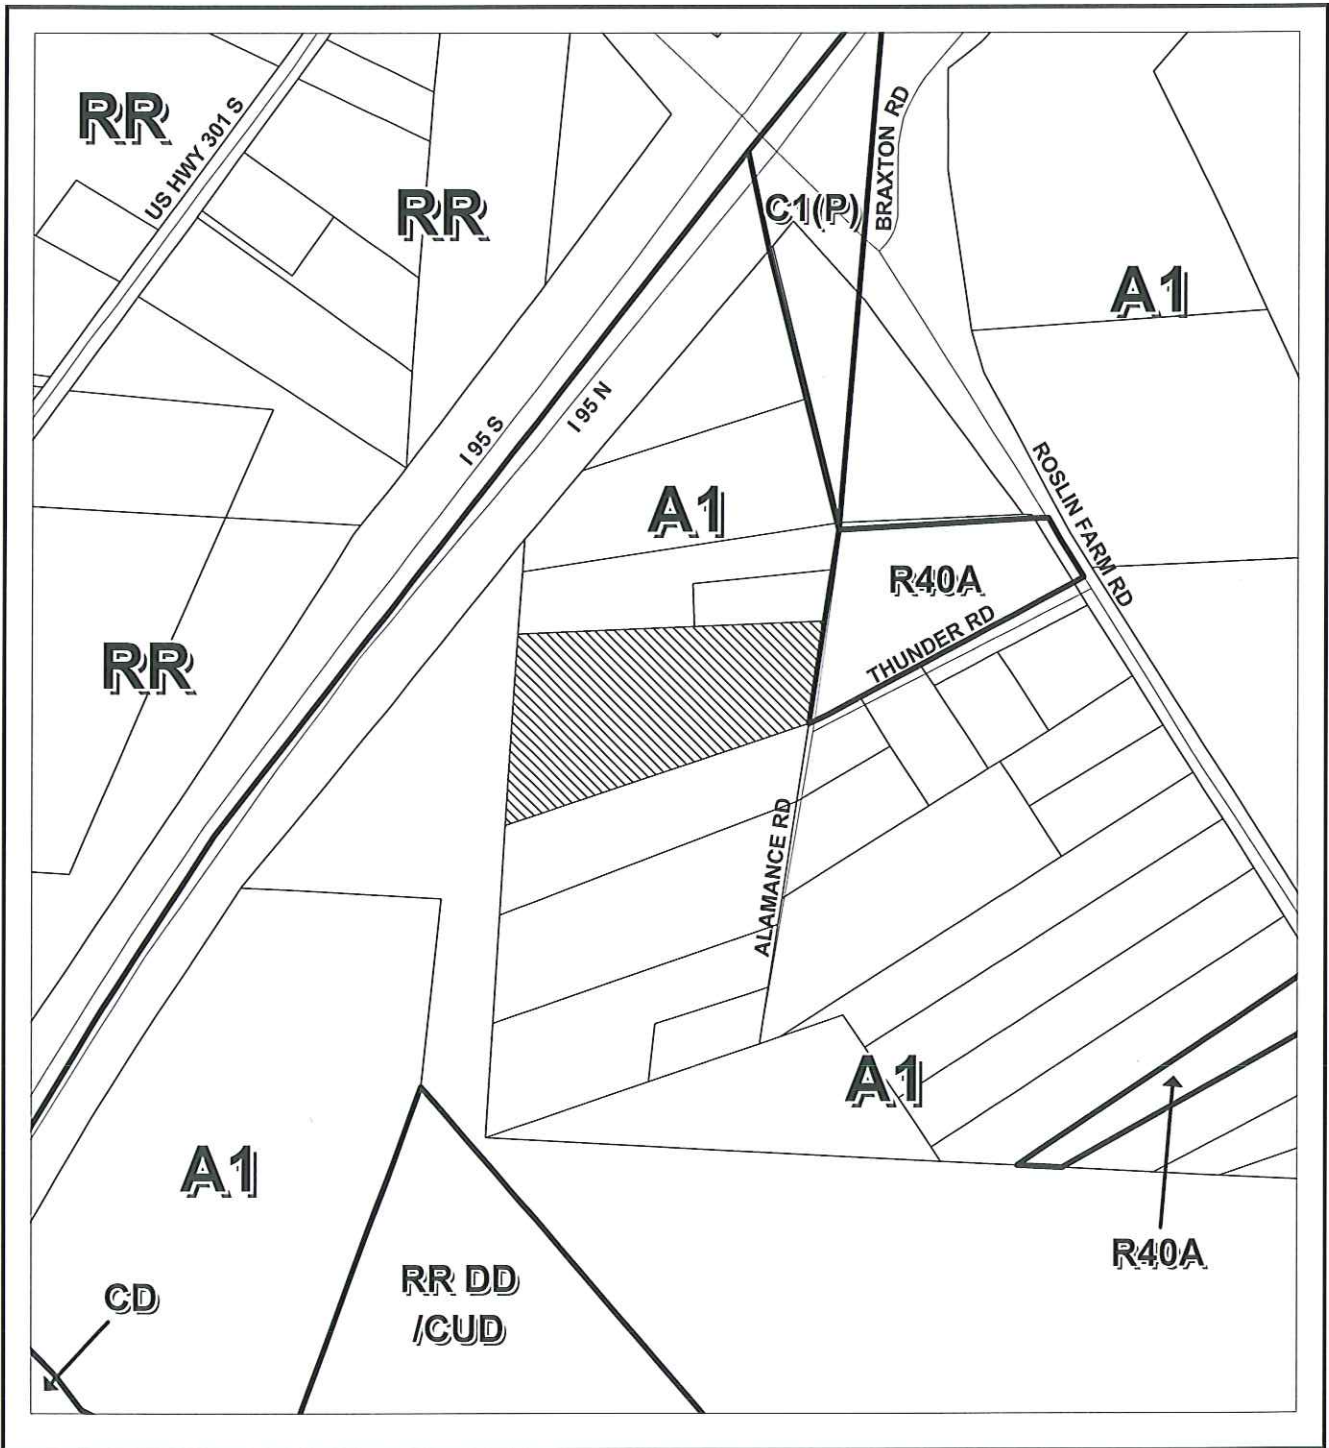 RR
US HWY 301 S
RR
C1(P)
BRAXTON RD
A1
I 95 S
I 95 N
A1
ROSLIN FARM RD
R40A
THUNDER RD
RR
ALAMANCE RD
A1
A1
R40A
CD
RR DD
/CUD